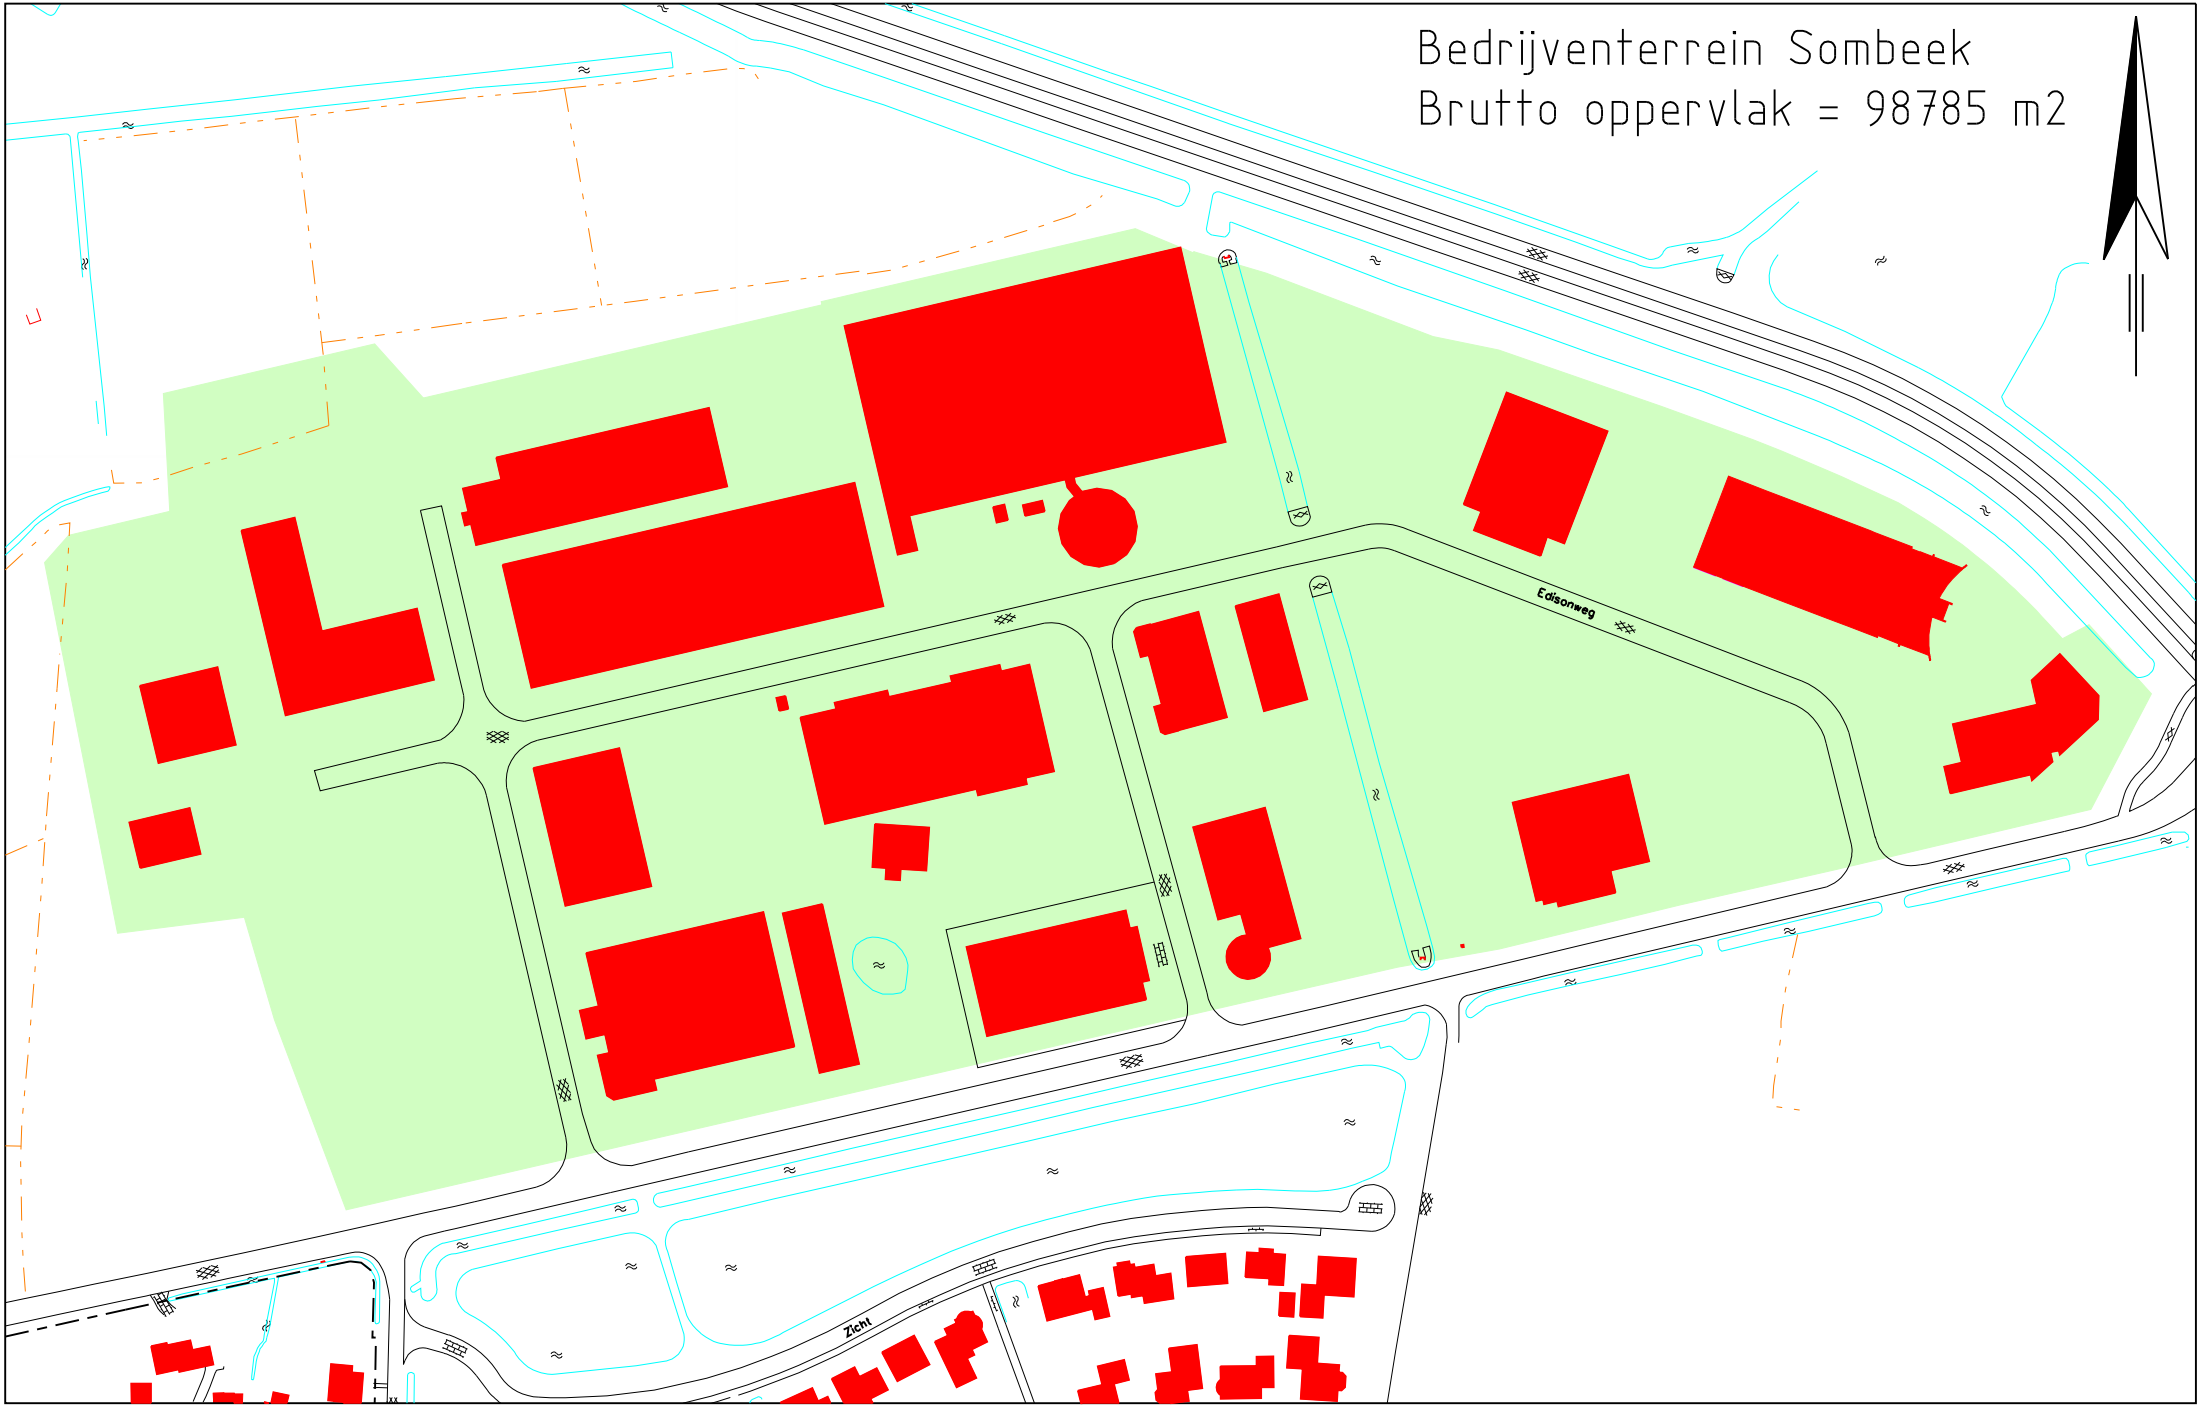 Bedrijventerrein Sombeek
Brutto oppervlak = 98785 m2
Edisonweg
Zicht